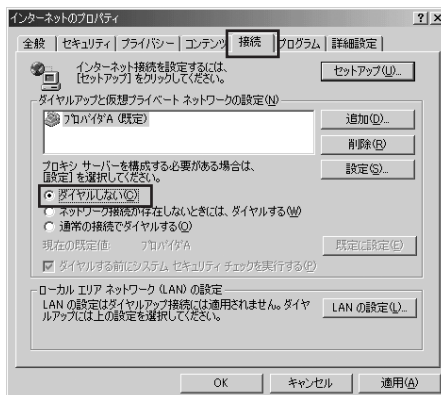 インターネットのプロパティ
全般 セキュリティ プライバシー コンテンツ 接続 プログラム 詳細設定
インターネット接続を設定するには、
[セットアップ] をクリックしてください。
セットアップ(U)...
ダイヤルアップと仮想プライベート ネットワークの設定(N)
プロバイダA (既定)
追加(D)...
削除(R)
プロキシ サーバーを構成する必要がある場合は、
[設定] を選択してください。
設定(S)...
ダイヤルしない(C)
ネットワーク接続が存在しないときには、ダイヤルする(W)
通常の接続でダイヤルする(O)
現在の既定値: プロバイダA
既定に設定(E)
ダイヤルする前にシステム セキュリティ チェックを実行する(P)
ローカル エリア ネットワーク (LAN) の設定
LAN の設定はダイヤルアップ接続には適用されません。ダイヤ
ルアップには上の設定を選択してください。
LAN の設定(L)...
OK キャンセル 適用(A)